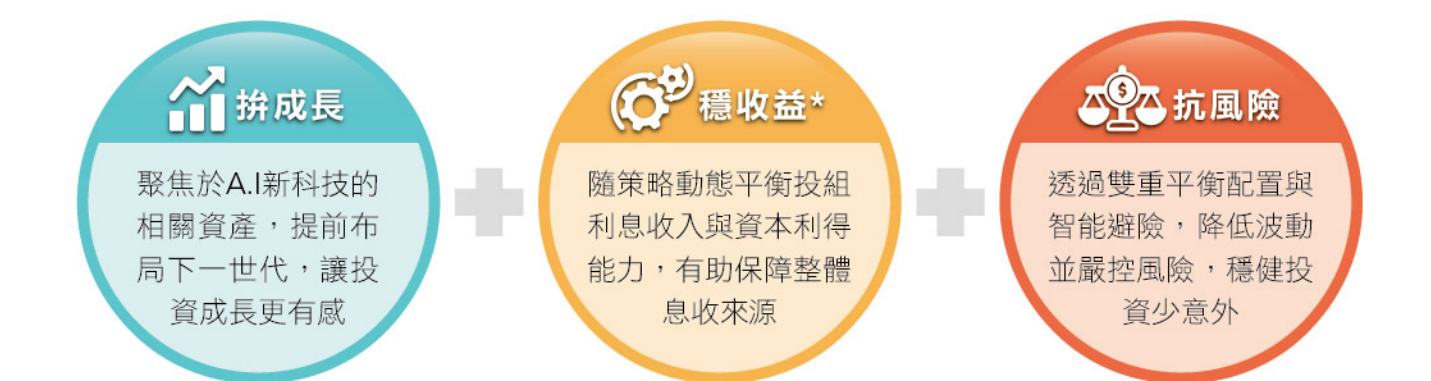 拚成長
聚焦於A.I新科技的
相關資產，提前布
局下一世代，讓投
資成長更有感
穩收益*
隨策略動態平衡投組
利息收入與資本利得
能力，有助保障整體
息收來源
抗風險
透過雙重平衡配置與
智能避險，降低波動
並嚴控風險，穩健投
資少意外